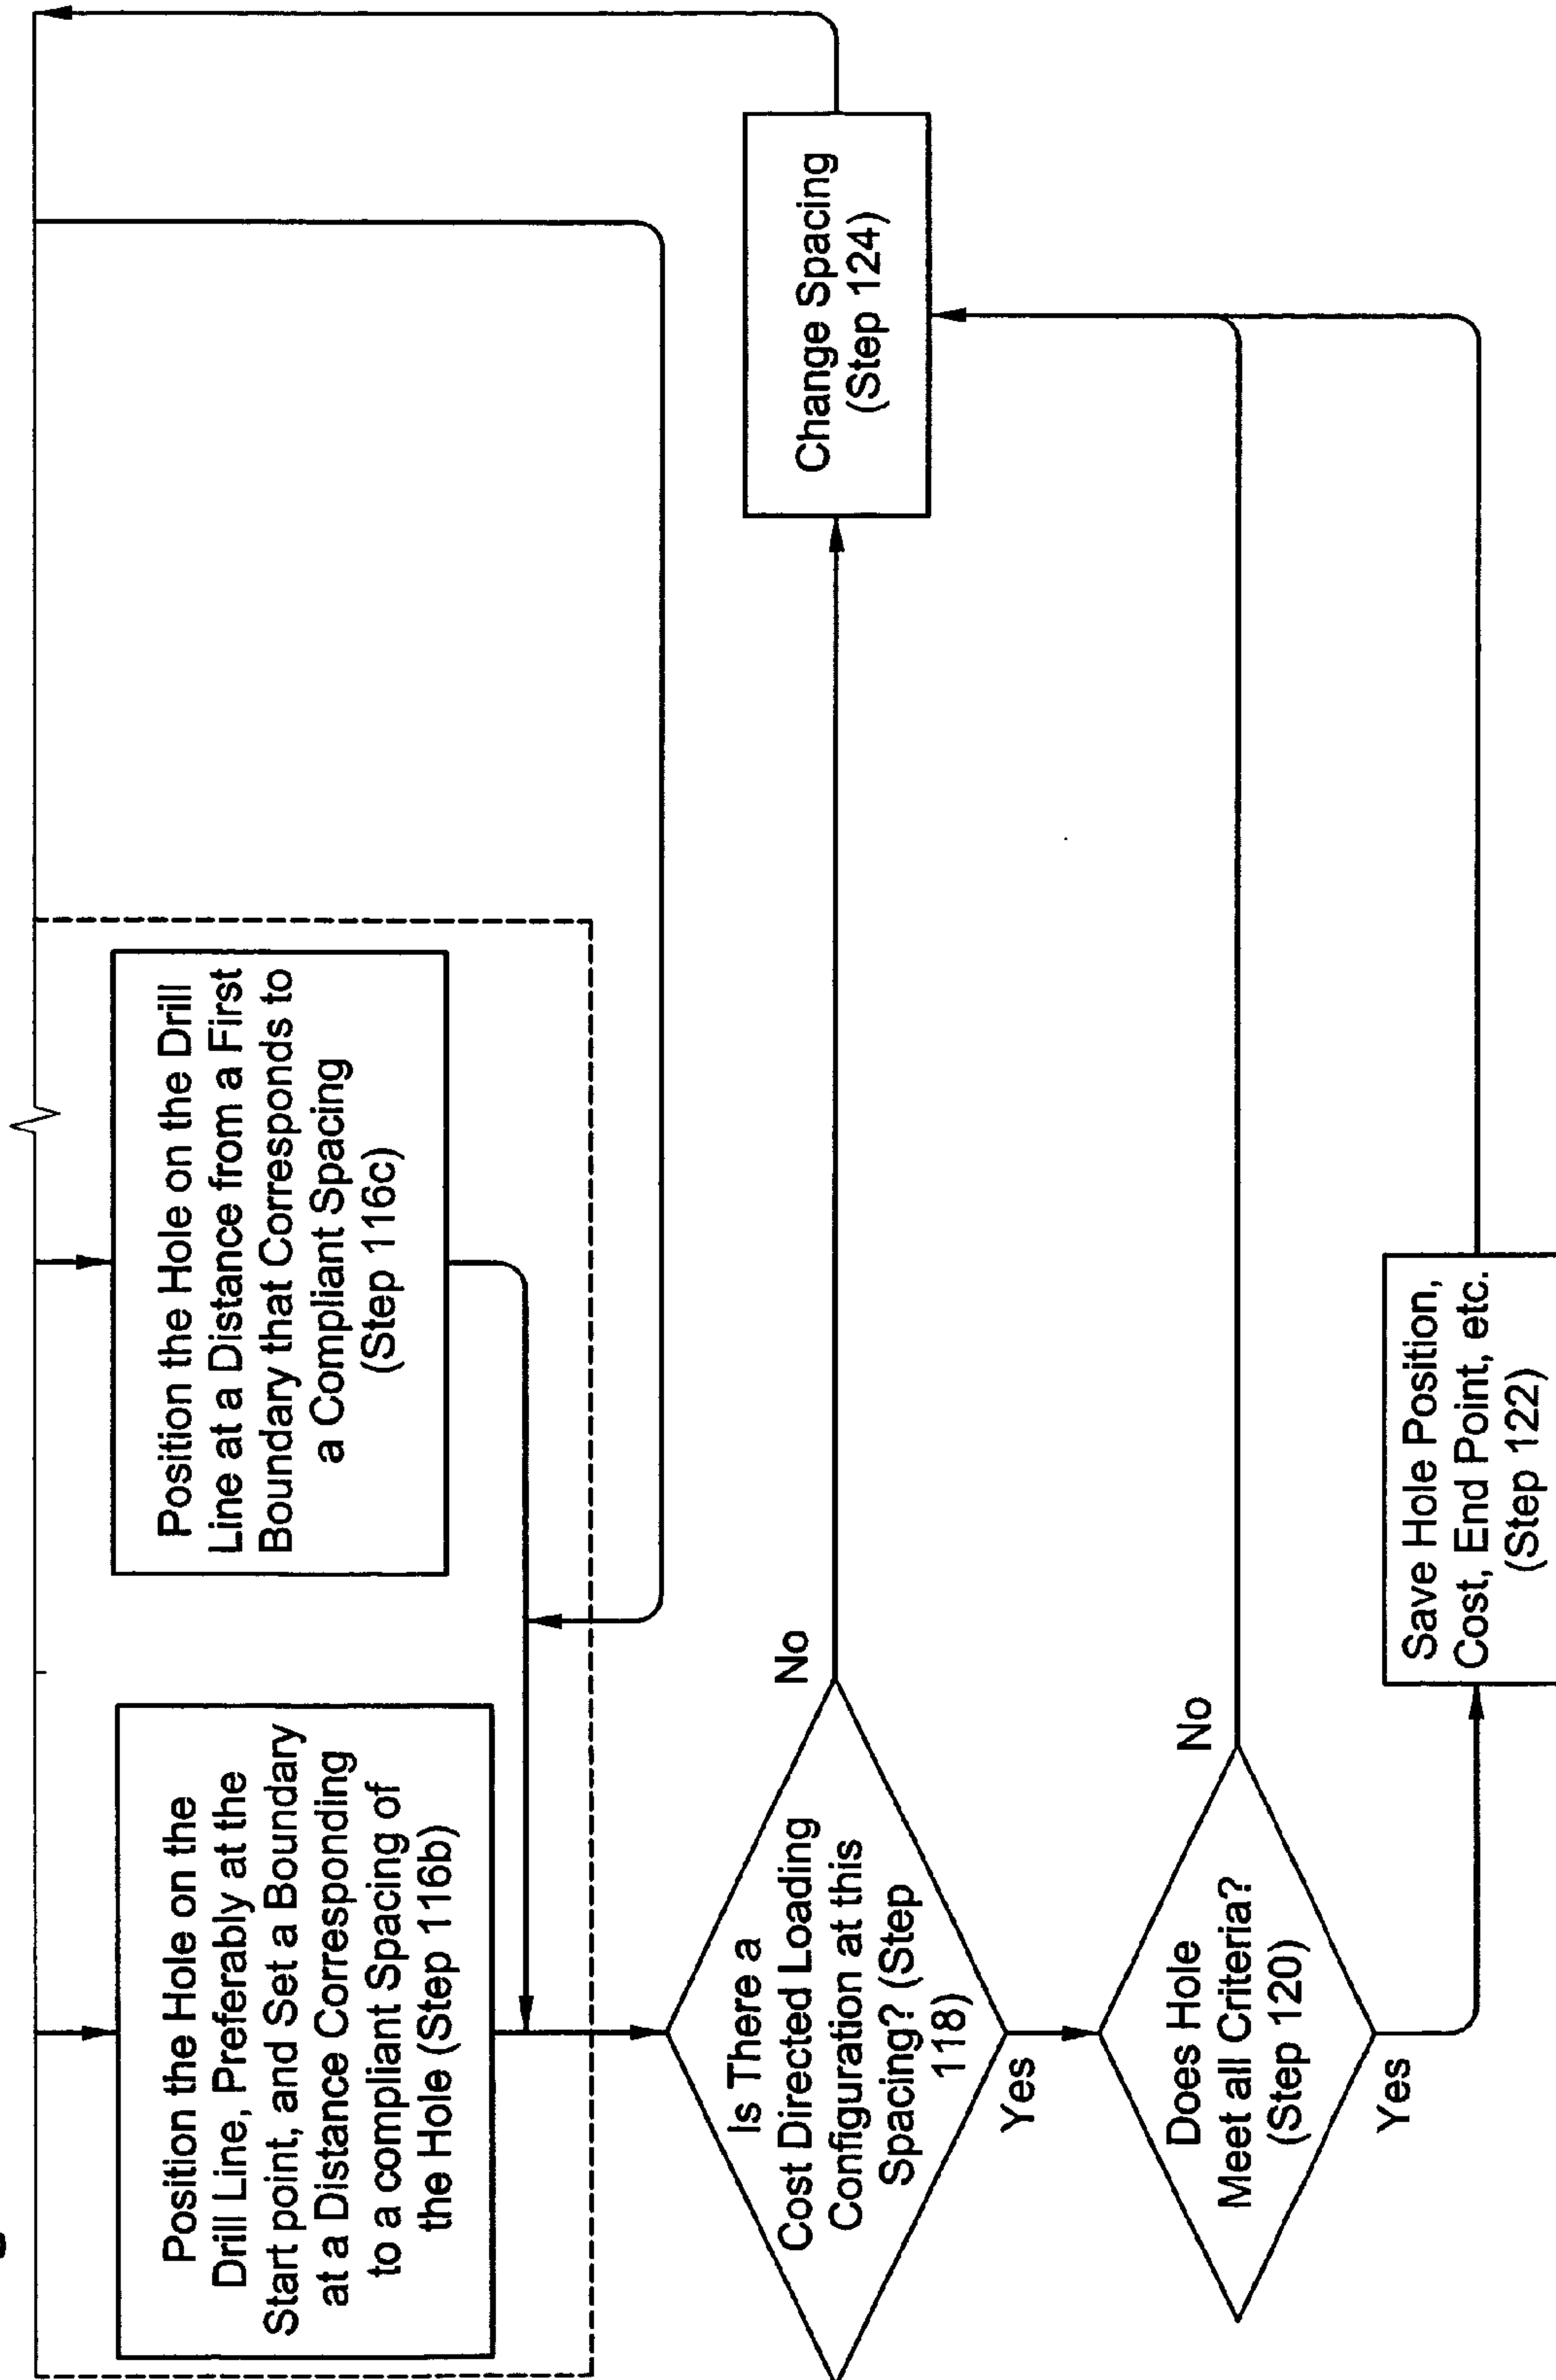 Position the Hole on the
Drill Line, Preferably at the
Start point, and Set a Boundary
at a Distance Corresponding
to a compliant Spacing of
the Hole (Step 116b)
Position the Hole on the Drill
Line at a Distance from a First
Boundary that Corresponds to
a Compliant Spacing
(Step 116c)
Is There a
Cost Directed Loading
Configuration at this
Spacing? (Step
118)
No
Yes
Change Spacing
(Step 124)
Does Hole
Meet all Criteria?
(Step 120)
No
Yes
Save Hole Position,
Cost, End Point, etc.
(Step 122)